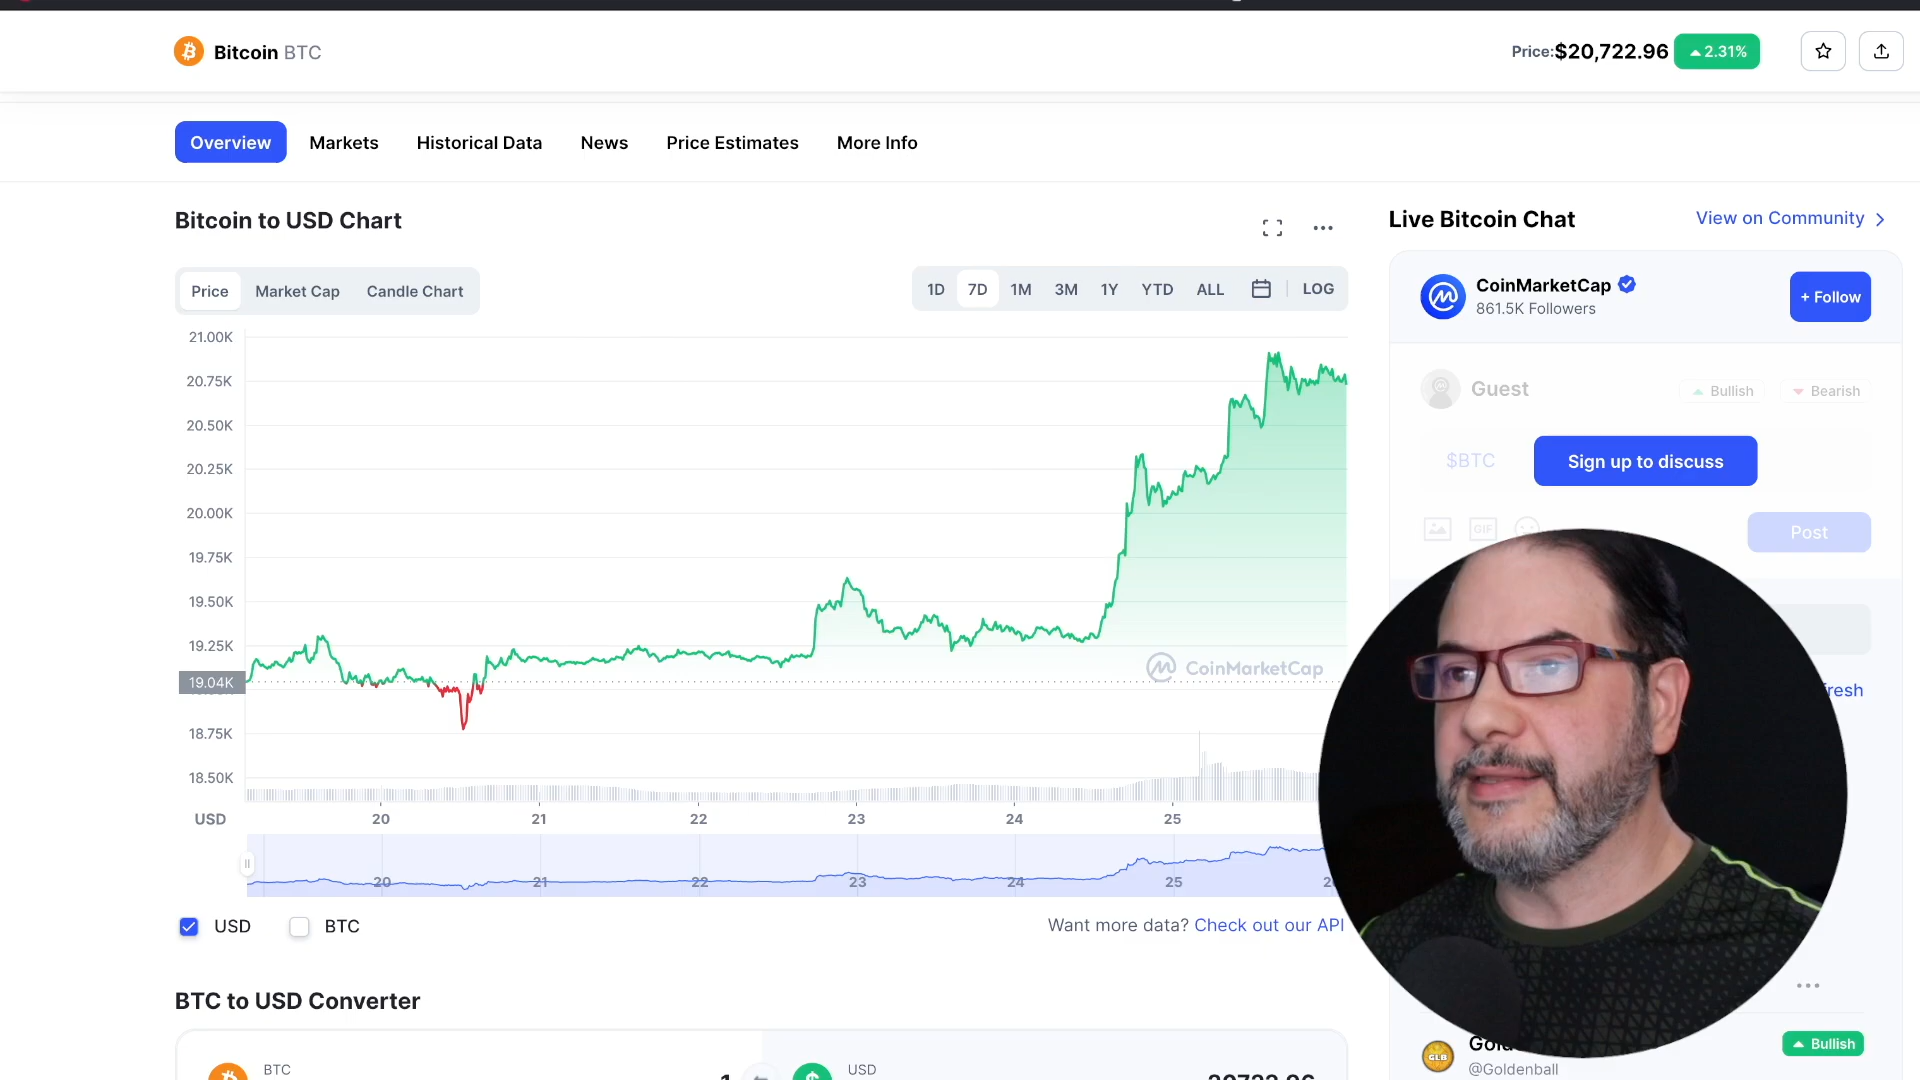 Bitcoin BTC
Price:$20,722.96 2.31%
Overview Markets Historical Data News Price Estimates More Info
Bitcoin to USD Chart
Live Bitcoin Chat View on Community
Price Market Cap Candle Chart
1D 7D 1M 3M 1Y YTD ALL LOG
CoinMarketCap
861.5K Followers
+ Follow
21.00K
20.75K
20.50K
20.25K
20.00K
19.75K
19.50K
19.25K
19.04K
18.75K
18.50K
CoinMarketCap
USD 20 21 22 23 24 25
20 21 22 23 24 25
Guest Bullish Bearish
$BTC Sign up to discuss
GIF
Post
USD BTC
Want more data? Check out our API
BTC to USD Converter
BTC
1
USD
20722.96
GLB
Bullish
@Goldenball